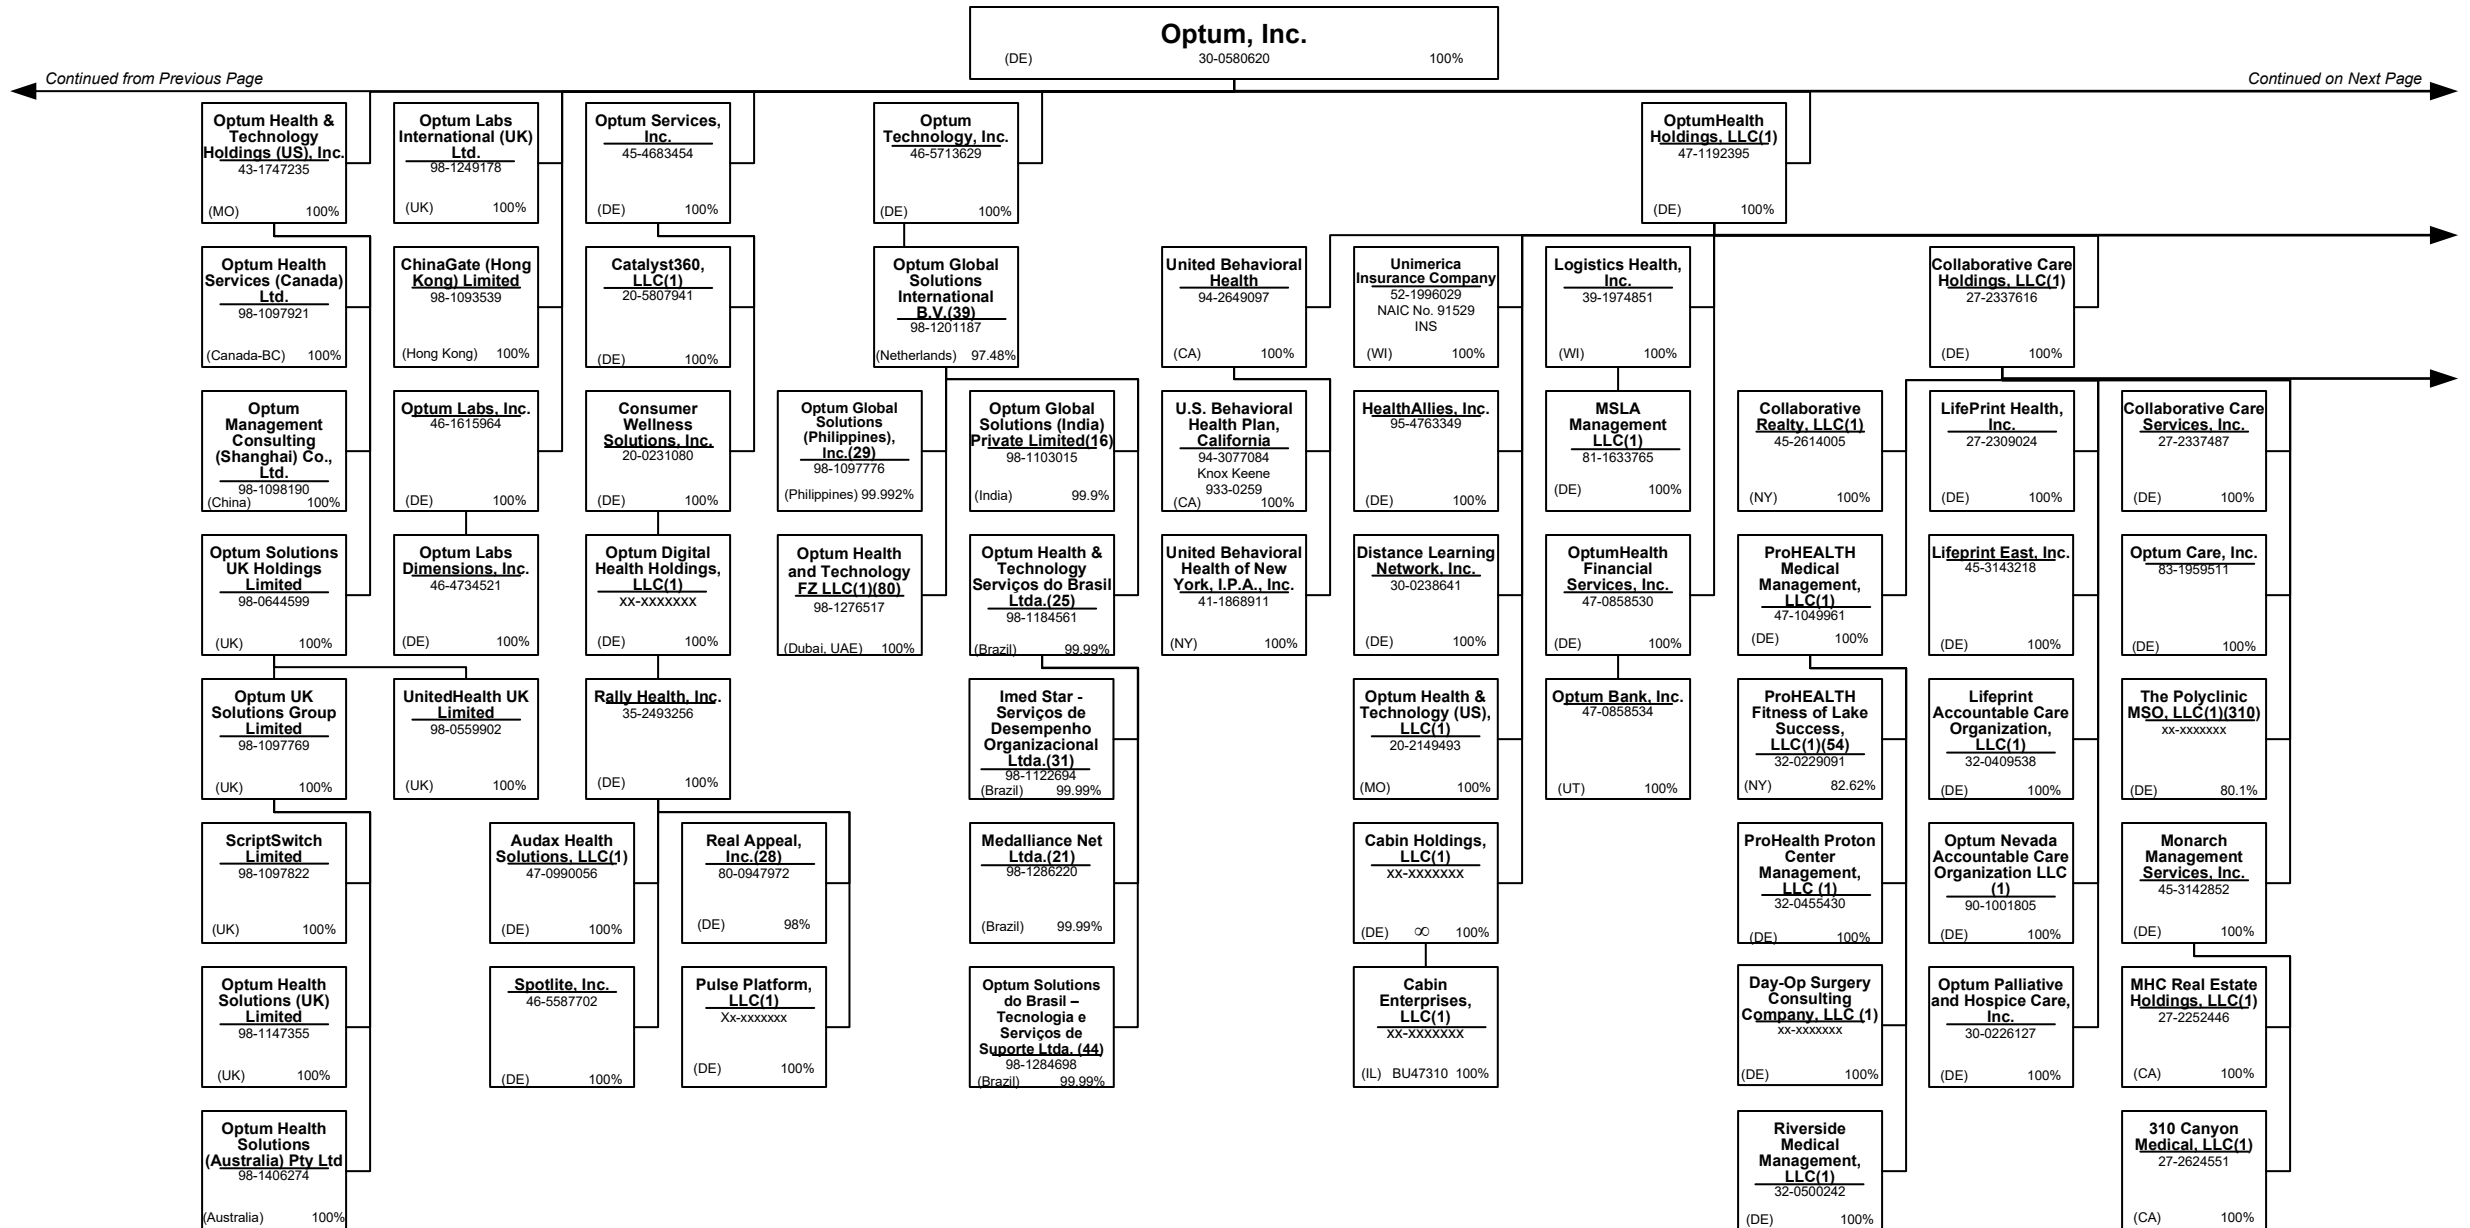 Optum, Inc.
(DE) 30-0580620 100%
Continued from Previous Page
Continued on Next Page
Optum Health &
Technology
Holdings (US), Inc.
43-1747235
(MO) 100%
Optum Labs
International (UK)
Ltd.
98-1249178
(UK) 100%
Optum Services,
Inc.
45-4683454
(DE) 100%
Optum
Technology, Inc.
46-5713629
(DE) 100%
OptumHealth
Holdings, LLC(1)
47-1192395
(DE) 100%
Optum Health
Services (Canada)
Ltd.
98-1097921
(Canada-BC) 100%
ChinaGate (Hong
Kong) Limited
98-1093539
(Hong Kong) 100%
Catalyst360,
LLC(1)
20-5807941
(DE) 100%
Optum Global
Solutions
International
B.V.(39)
98-1201187
(Netherlands) 97.48%
United Behavioral
Health
94-2649097
(CA) 100%
Unimerica
Insurance Company
52-1996029
NAIC No. 91529
INS
(WI) 100%
Logistics Health,
Inc.
39-1974851
(WI) 100%
Collaborative Care
Holdings, LLC(1)
27-2337616
(DE) 100%
Optum
Management
Consulting
(Shanghai) Co.,
Ltd.
98-1098190
(China) 100%
Optum Labs, Inc.
46-1615964
(DE) 100%
Consumer
Wellness
Solutions, Inc.
20-0231080
(DE) 100%
Optum Global
Solutions
(Philippines),
Inc.(29)
98-1097776
(Philippines) 99.992%
Optum Global
Solutions (India)
Private Limited(16)
98-1103015
(India) 99.9%
U.S. Behavioral
Health Plan,
California
94-3077084
Knox Keene
933-0259
(CA) 100%
HealthAllies, Inc.
95-4763349
(DE) 100%
MSLA
Management
LLC(1)
81-1633765
(DE) 100%
Collaborative
Realty, LLC(1)
45-2614005
(NY) 100%
LifePrint Health,
Inc.
27-2309024
(DE) 100%
Collaborative Care
Services, Inc.
27-2337487
(DE) 100%
Optum Solutions
UK Holdings
Limited
98-0644599
(UK) 100%
Optum Labs
Dimensions, Inc.
46-4734521
(DE) 100%
Optum Digital
Health Holdings,
LLC(1)
xx-xxxxxxx
(DE) 100%
Optum Health
and Technology
FZ LLC(1)(80)
98-1276517
(Dubai, UAE) 100%
Optum Health &
Technology
Serviços do Brasil
Ltda.(25)
98-1184561
(Brazil) 99.99%
United Behavioral
Health of New
York, I.P.A., Inc.
41-1868911
(NY) 100%
Distance Learning
Network, Inc.
30-0238641
(DE) 100%
OptumHealth
Financial
Services, Inc.
47-0858530
(DE) 100%
ProHEALTH
Medical
Management,
LLC(1)
47-1049961
(DE) 100%
Lifeprint East, Inc.
45-3143218
(DE) 100%
Optum Care, Inc.
83-1959511
(DE) 100%
Optum UK
Solutions Group
Limited
98-1097769
(UK) 100%
UnitedHealth UK
Limited
98-0559902
(UK) 100%
Rally Health, Inc.
35-2493256
(DE) 100%
Imed Star -
Serviços de
Desempenho
Organizacional
Ltda.(31)
98-1122694
(Brazil) 99.99%
Optum Health &
Technology (US),
LLC(1)
20-2149493
(MO) 100%
Optum Bank, Inc.
47-0858534
(UT) 100%
ProHEALTH
Fitness of Lake
Success,
LLC(1)(54)
32-0229091
(NY) 82.62%
Lifeprint
Accountable Care
Organization,
LLC(1)
32-0409538
(DE) 100%
The Polyclinic
MSO, LLC(1)(310)
xx-xxxxxxx
(DE) 80.1%
ScriptSwitch
Limited
98-1097822
(UK) 100%
Audax Health
Solutions, LLC(1)
47-0990056
(DE) 100%
Real Appeal,
Inc.(28)
80-0947972
(DE) 98%
Medalliance Net
Ltda.(21)
98-1286220
(Brazil) 99.99%
Cabin Holdings,
LLC(1)
xx-xxxxxxx
(DE) ∞ 100%
ProHealth Proton
Center
Management,
LLC (1)
32-0455430
(DE) 100%
Optum Nevada
Accountable Care
Organization LLC
(1)
90-1001805
(DE) 100%
Monarch
Management
Services, Inc.
45-3142852
(DE) 100%
Optum Health
Solutions (UK)
Limited
98-1147355
(UK) 100%
Spotlite, Inc.
46-5587702
(DE) 100%
Pulse Platform,
LLC(1)
Xx-xxxxxxx
(DE) 100%
Optum Solutions
do Brasil –
Tecnologia e
Serviços de
Suporte Ltda. (44)
98-1284698
(Brazil) 99.99%
Cabin
Enterprises,
LLC(1)
xx-xxxxxxx
(IL) BU47310 100%
Day-Op Surgery
Consulting
Company, LLC (1)
xx-xxxxxxx
(DE) 100%
Optum Palliative
and Hospice Care,
Inc.
30-0226127
(DE) 100%
MHC Real Estate
Holdings, LLC(1)
27-2252446
(CA) 100%
Optum Health
Solutions
(Australia) Pty Ltd
98-1406274
(Australia) 100%
Riverside
Medical
Management,
LLC(1)
32-0500242
(DE) 100%
310 Canyon
Medical, LLC(1)
27-2624551
(CA) 100%